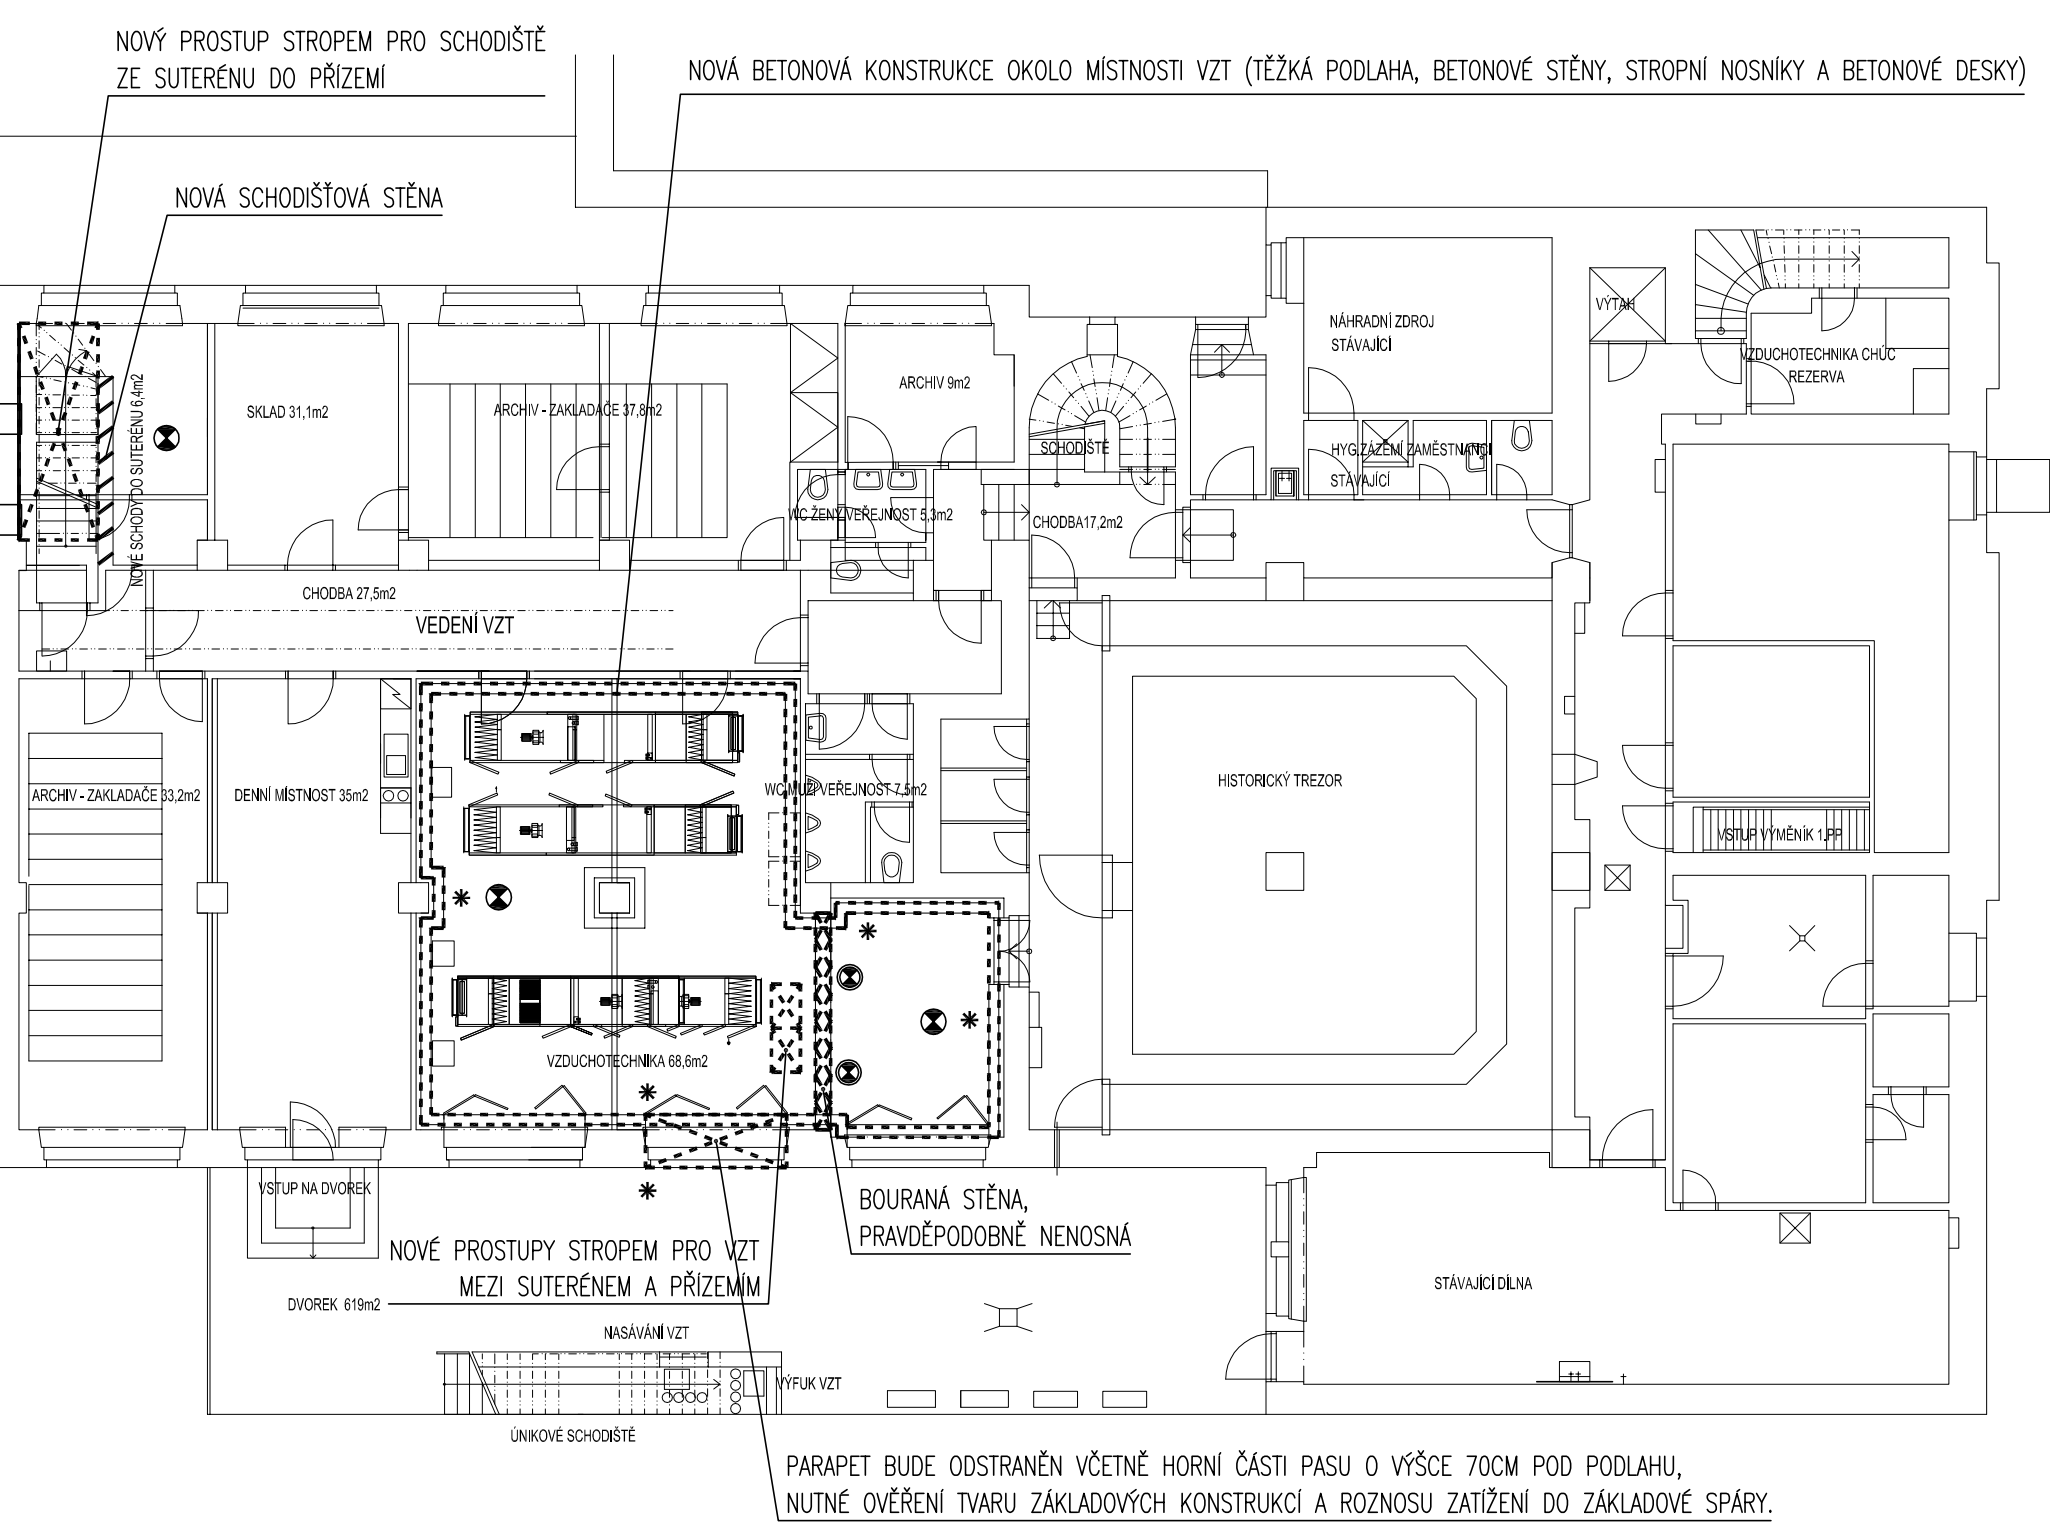 NOVÝ PROSTUP STROPEM PRO SCHODIŠTĚ
ZE SUTERÉNU DO PŘÍZEMÍ
NOVÁ BETONOVÁ KONSTRUKCE OKOLO MÍSTNOSTI VZT (TĚŽKÁ PODLAHA, BETONOVÉ STĚNY, STROPNÍ NOSNÍKY A BETONOVÉ DESKY)
NOVÁ SCHODIŠŤOVÁ STĚNA
VÝTAH
NÁHRADNÍ ZDROJ
STÁVAJÍCÍ
VZDUCHOTECHNIKA CHÚC
REZERVA
NOVÉ SCHODY DO SUTERÉNU 6,4m2
SKLAD 31,1m2
ARCHIV - ZAKLADAČE 37,8m2
ARCHIV 9m2
SCHODIŠTĚ
HYG.ZÁZEMÍ ZAMĚSTNANCI
STÁVAJÍCÍ
WC ŽENY VEŘEJNOST 5,3m2
CHODBA17,2m2
CHODBA 27,5m2
VEDENÍ VZT
ARCHIV - ZAKLADAČE 33,2m2
DENNÍ MÍSTNOST 35m2
WC MUŽI VEŘEJNOST 7,5m2
HISTORICKÝ TREZOR
VSTUP VÝMĚNÍK 1.PP
VZDUCHOTECHNIKA 68,6m2
VSTUP NA DVOREK
BOURANÁ STĚNA,
PRAVDĚPODOBNĚ NENOSNÁ
NOVÉ PROSTUPY STROPEM PRO VZT
MEZI SUTERÉNEM A PŘÍZEMÍM
DVOREK 619m2
STÁVAJÍCÍ DÍLNA
NASÁVÁNÍ VZT
VÝFUK VZT
ÚNIKOVÉ SCHODIŠTĚ
PARAPET BUDE ODSTRANĚN VČETNĚ HORNÍ ČÁSTI PASU O VÝŠCE 70CM POD PODLAHU,
NUTNÉ OVĚŘENÍ TVARU ZÁKLADOVÝCH KONSTRUKCÍ A ROZNOSU ZATÍŽENÍ DO ZÁKLADOVÉ SPÁRY.